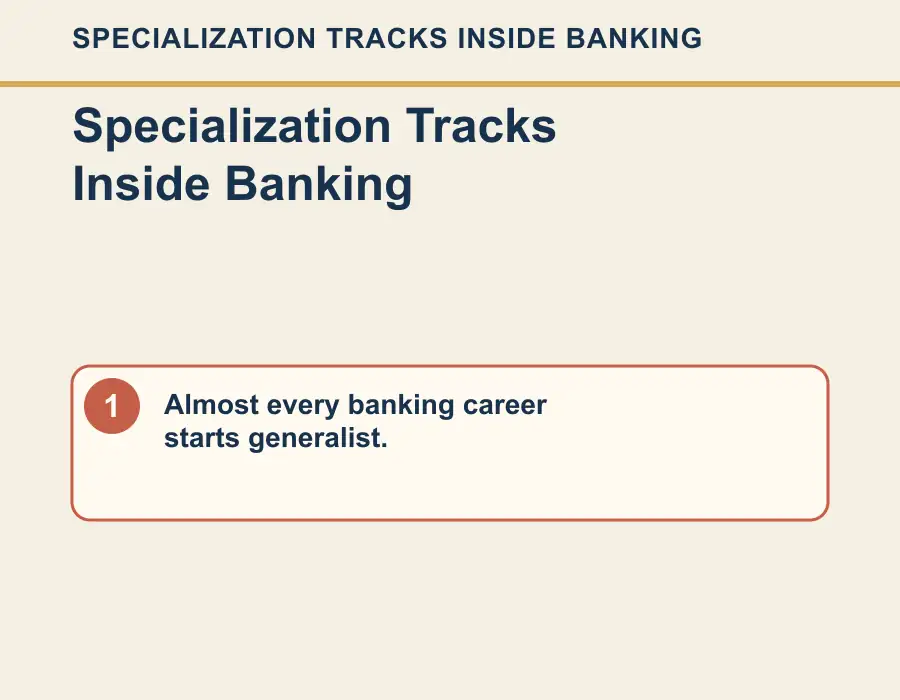 SPECIALIZATION TRACKS INSIDE BANKING
Specialization Tracks
Inside Banking
1
Almost every banking career
starts generalist.